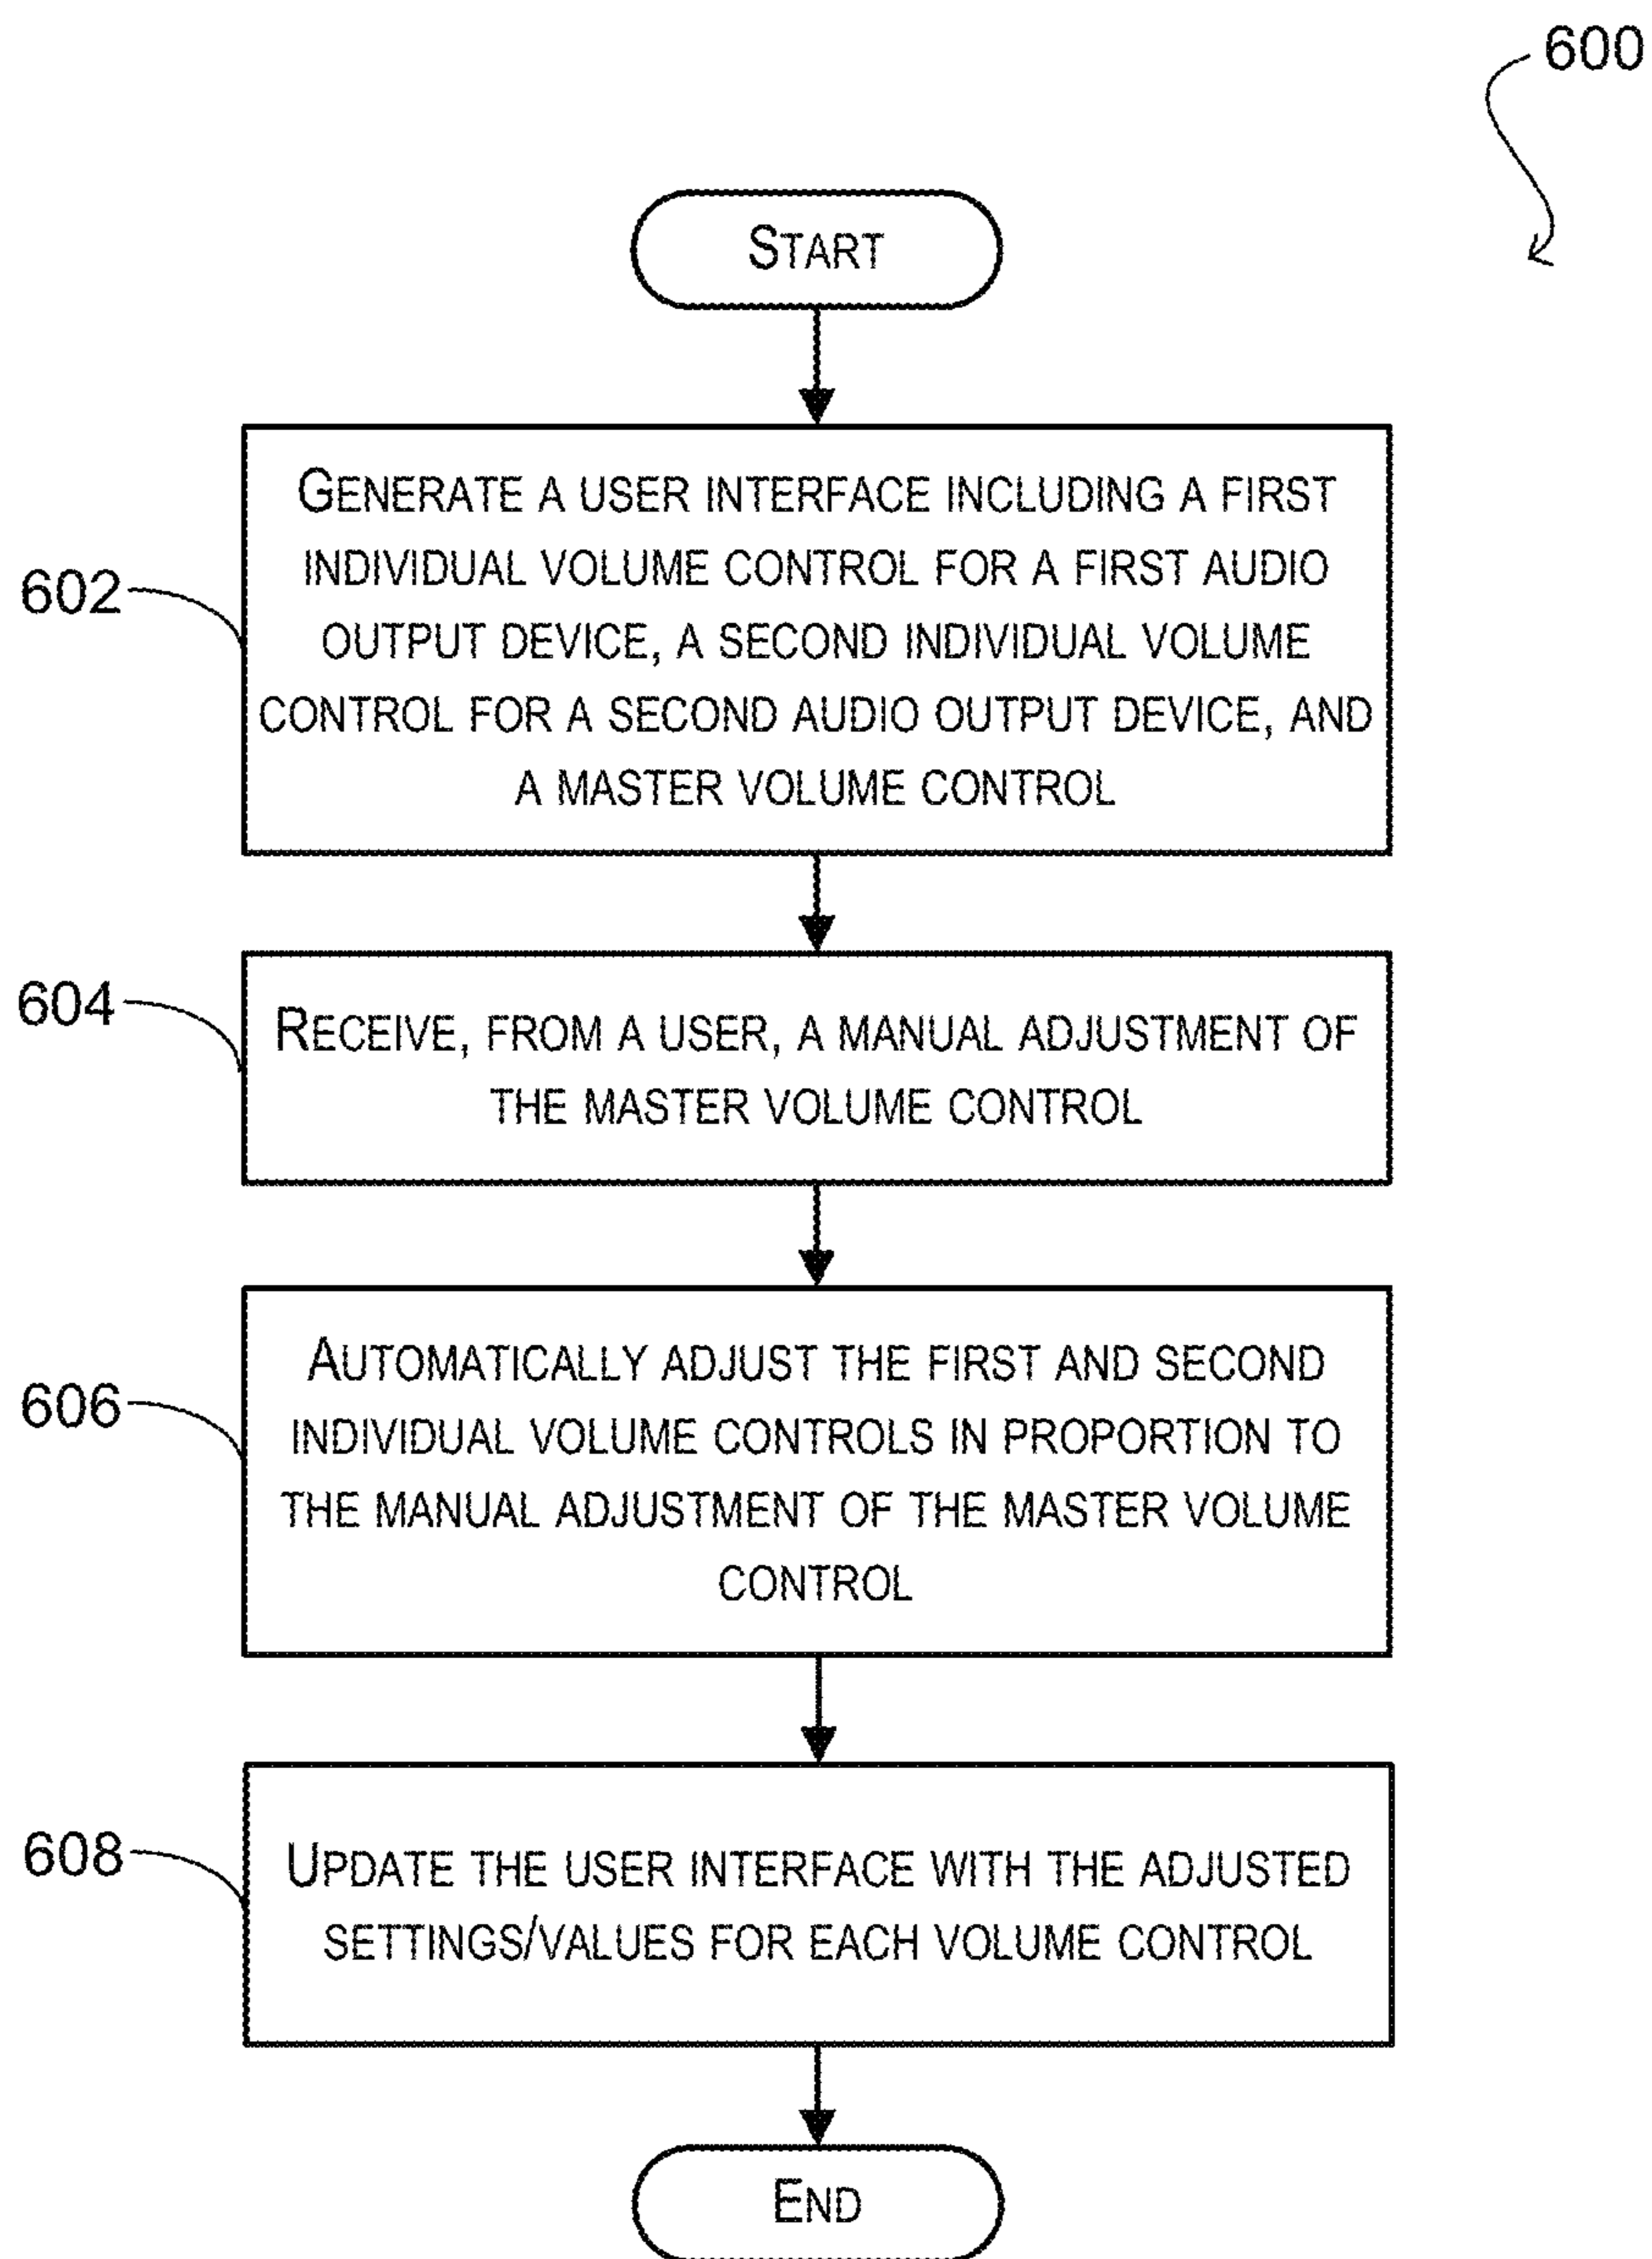 600
START
602
GENERATE A USER INTERFACE INCLUDING A FIRST
INDIVIDUAL VOLUME CONTROL FOR A FIRST AUDIO
OUTPUT DEVICE, A SECOND INDIVIDUAL VOLUME
CONTROL FOR A SECOND AUDIO OUTPUT DEVICE, AND
A MASTER VOLUME CONTROL
604
RECEIVE, FROM A USER, A MANUAL ADJUSTMENT OF
THE MASTER VOLUME CONTROL
606
AUTOMATICALLY ADJUST THE FIRST AND SECOND
INDIVIDUAL VOLUME CONTROLS IN PROPORTION TO
THE MANUAL ADJUSTMENT OF THE MASTER VOLUME
CONTROL
608
UPDATE THE USER INTERFACE WITH THE ADJUSTED
SETTINGS/VALUES FOR EACH VOLUME CONTROL
END